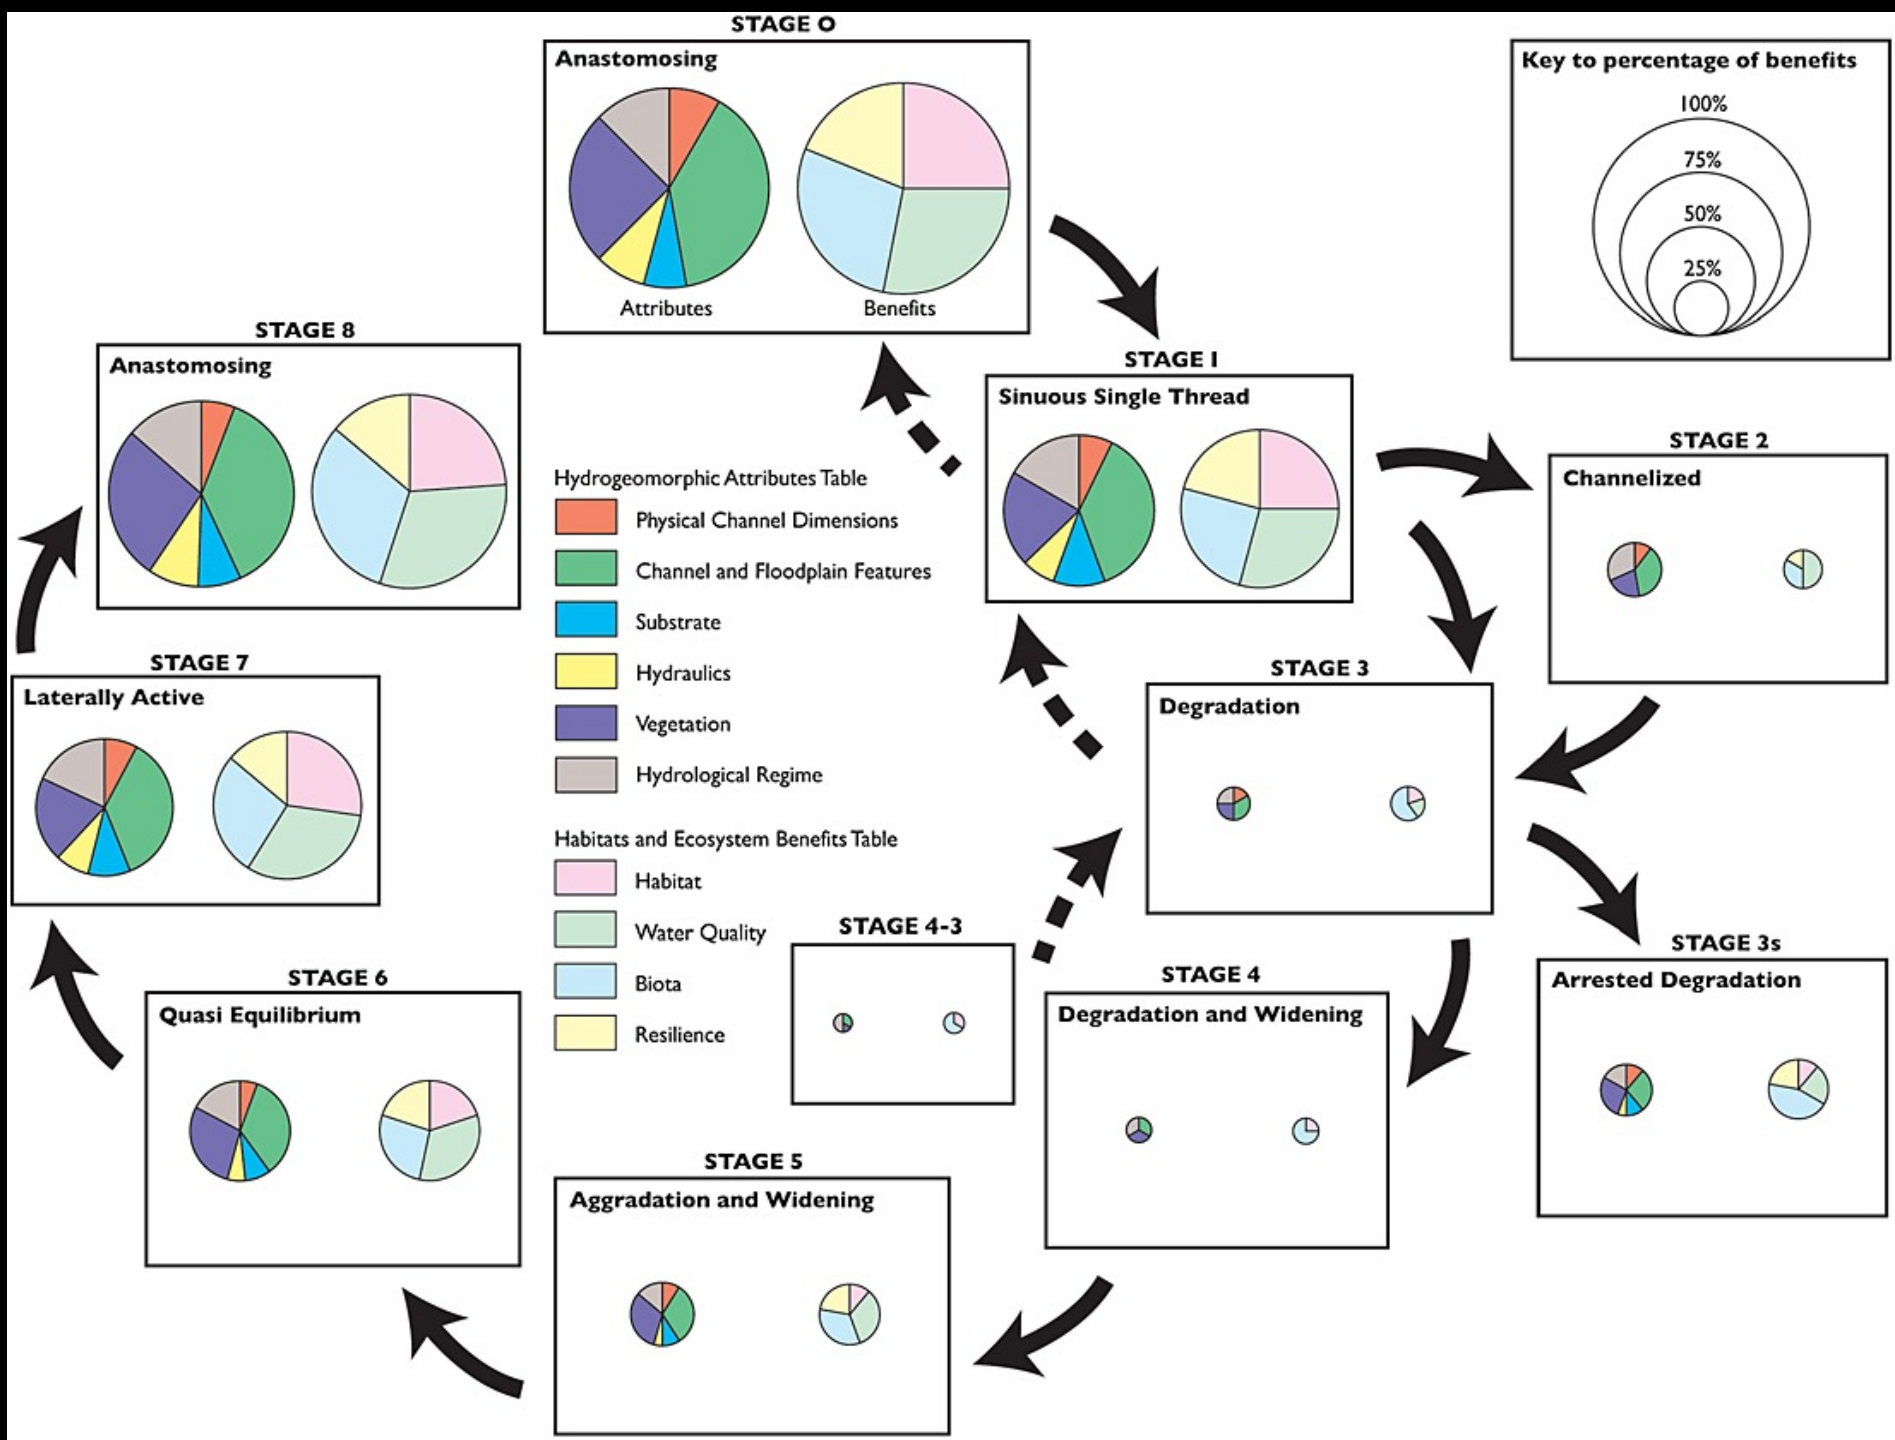 STAGE O
Anastomosing
Attributes
Benefits
Key to percentage of benefits
100%
75%
50%
25%
STAGE 8
Anastomosing
STAGE I
Sinuous Single Thread
STAGE 2
Channelized
Hydrogeomorphic Attributes Table
Physical Channel Dimensions
Channel and Floodplain Features
Substrate
Hydraulics
Vegetation
Hydrological Regime
Habitats and Ecosystem Benefits Table
Habitat
Water Quality
Biota
Resilience
STAGE 7
Laterally Active
STAGE 3
Degradation
STAGE 4-3
STAGE 3s
Arrested Degradation
STAGE 4
Degradation and Widening
STAGE 6
Quasi Equilibrium
STAGE 5
Aggradation and Widening